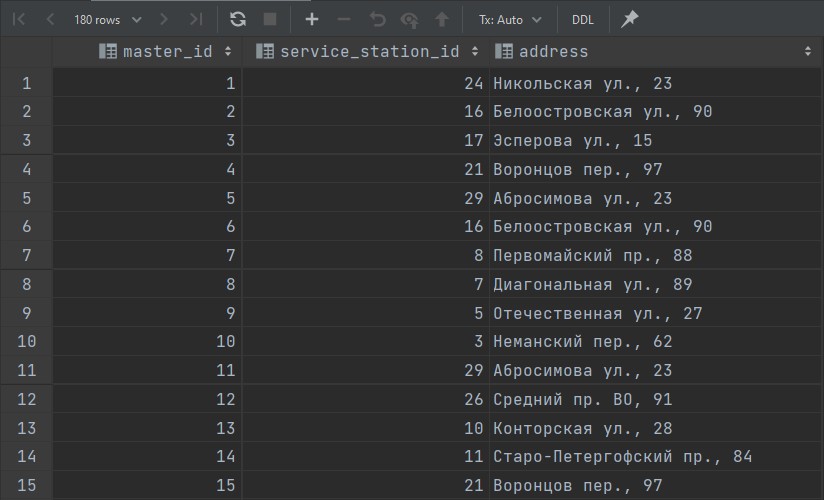 180 rows Tx: Auto DDL
master_id service_station_id address
1 1 24 Никольская ул., 23
2 2 16 Белоостровская ул., 90
3 3 17 Эсперова ул., 15
4 4 21 Воронцов пер., 97
5 5 29 Абросимова ул., 23
6 6 16 Белоостровская ул., 90
7 7 8 Первомайский пр., 88
8 8 7 Диагональная ул., 89
9 9 5 Отечественная ул., 27
10 10 3 Неманский пер., 62
11 11 29 Абросимова ул., 23
12 12 26 Средний пр. ВО, 91
13 13 10 Конторская ул., 28
14 14 11 Старо-Петергофский пр., 84
15 15 21 Воронцов пер., 97